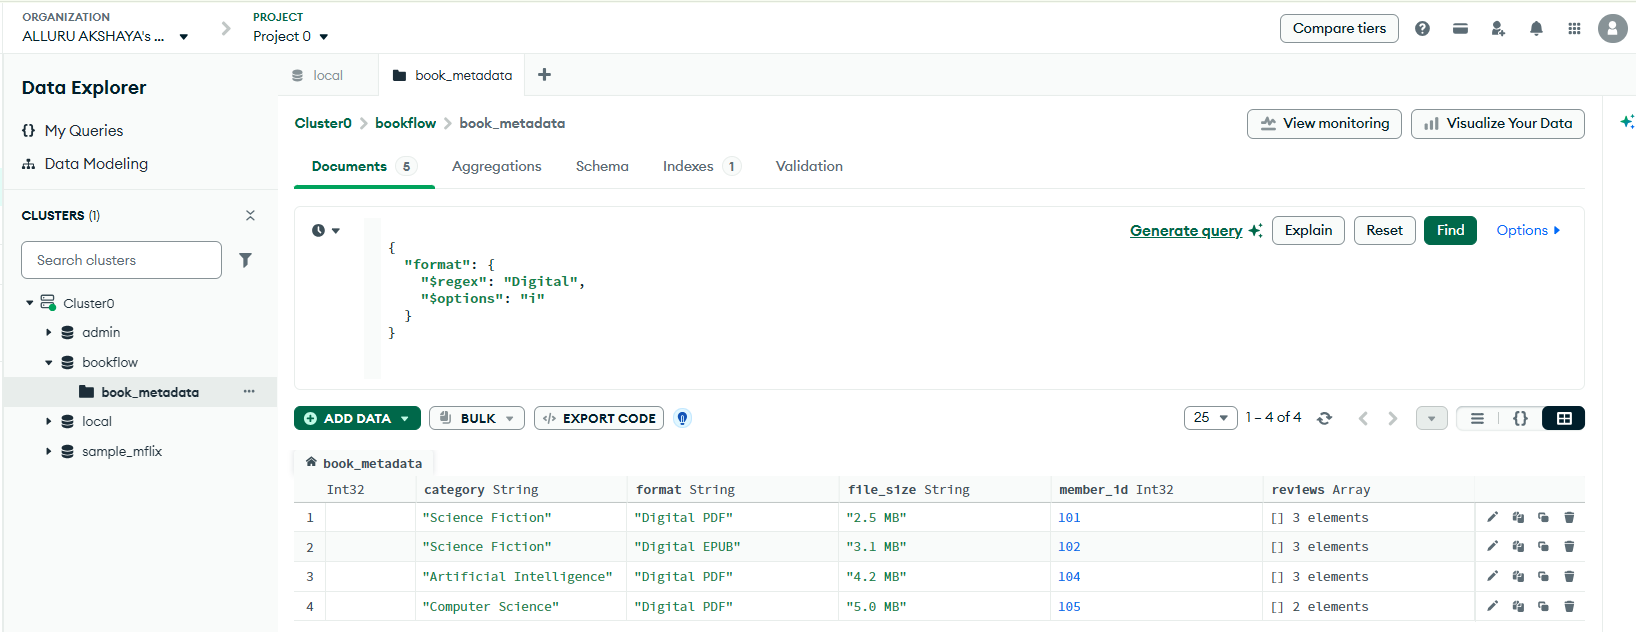 ORGANIZATION
ALLURU AKSHAYA's ...
PROJECT
Project 0
Compare tiers
Data Explorer
My Queries
Data Modeling
CLUSTERS (1)
Search clusters
Cluster0
admin
bookflow
book_metadata
local
sample_mflix
local
book_metadata
Cluster0 > bookflow > book_metadata
View monitoring
Visualize Your Data
Documents 5
Aggregations
Schema
Indexes 1
Validation
Generate query
Explain
Reset
Find
Options
{
"format": {
"$regex": "Digital",
"$options": "i"
}
}
ADD DATA
BULK
EXPORT CODE
25
1 – 4 of 4
book_metadata
Int32 category String format String file_size String member_id Int32 reviews Array
1 "Science Fiction" "Digital PDF" "2.5 MB" 101 [] 3 elements
2 "Science Fiction" "Digital EPUB" "3.1 MB" 102 [] 3 elements
3 "Artificial Intelligence" "Digital PDF" "4.2 MB" 104 [] 3 elements
4 "Computer Science" "Digital PDF" "5.0 MB" 105 [] 2 elements